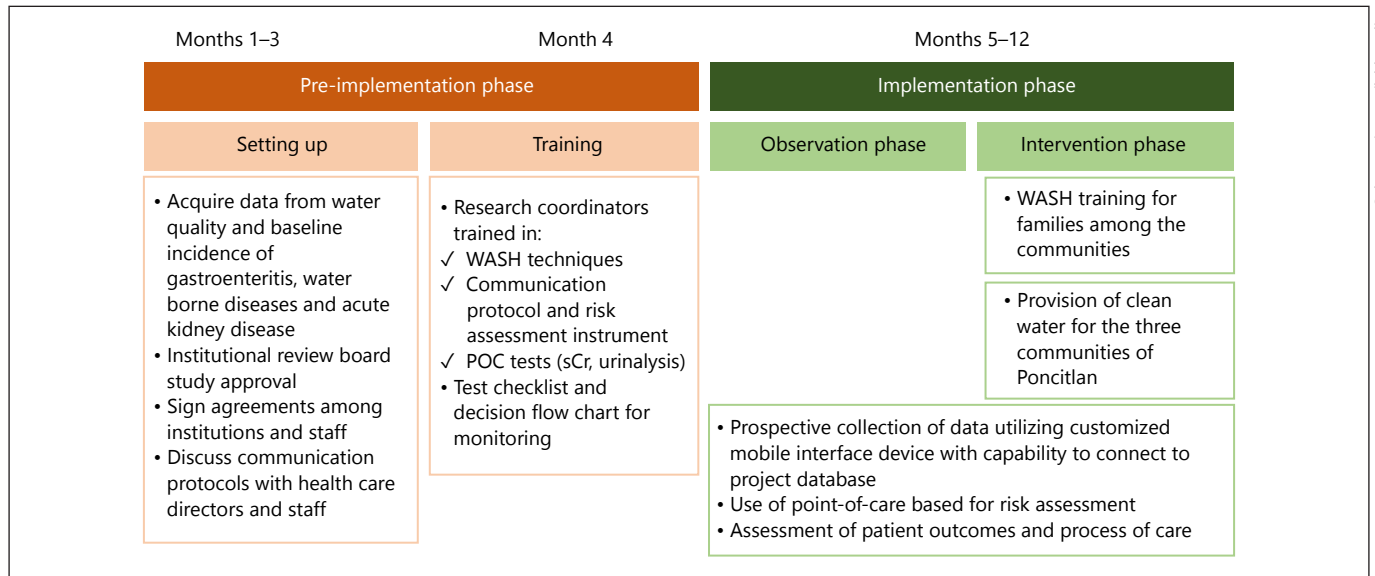 Months 1–3
Month 4
Months 5–12
Pre-implementation phase
Implementation phase
Setting up
Training
Observation phase
Intervention phase
• Acquire data from water
quality and baseline
incidence of
gastroenteritis, water
borne diseases and acute
kidney disease
• Institutional review board
study approval
• Sign agreements among
institutions and staff
• Discuss communication
protocols with health care
directors and staff
• Research coordinators
trained in:
✓ WASH techniques
✓ Communication
protocol and risk
assessment instrument
✓ POC tests (sCr, urinalysis)
• Test checklist and
decision flow chart for
monitoring
• WASH training for
families among the
communities
• Provision of clean
water for the three
communities of
Poncitlan
• Prospective collection of data utilizing customized
mobile interface device with capability to connect to
project database
• Use of point-of-care based for risk assessment
• Assessment of patient outcomes and process of care